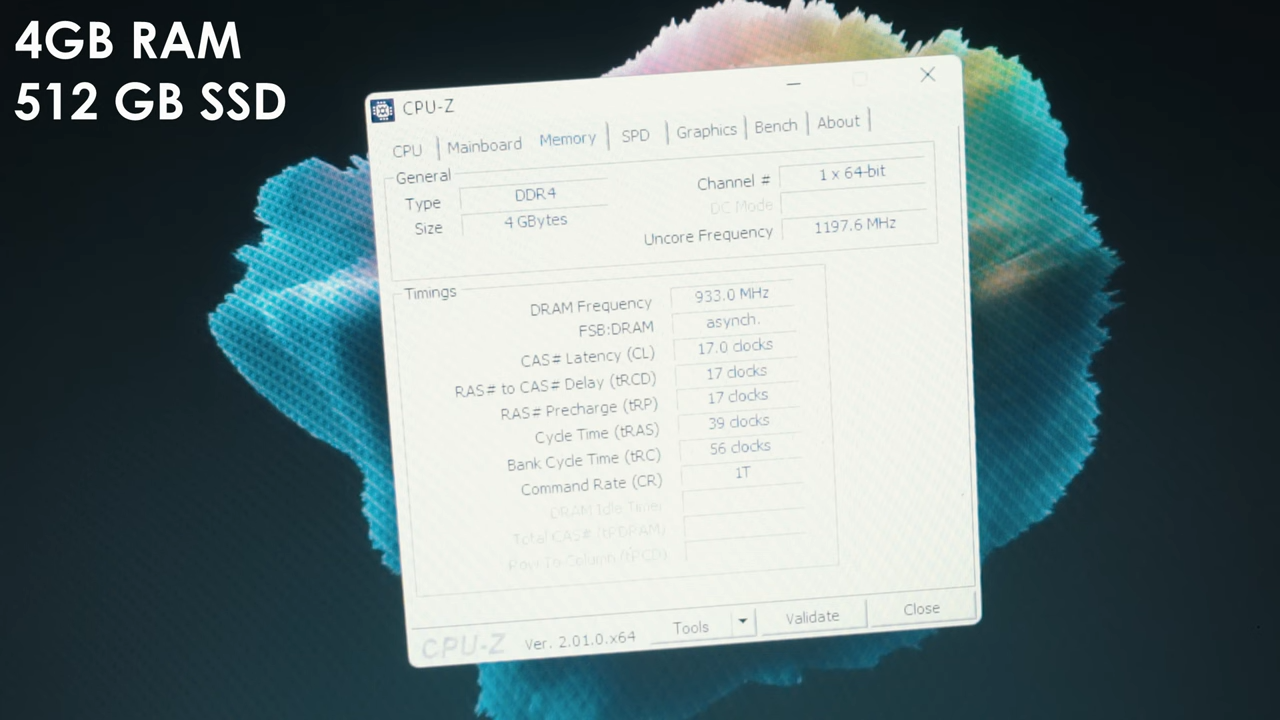 4GB RAM
512 GB SSD
CPU-Z
CPU
Mainboard
Memory
SPD
Graphics
Bench
About
General
Type
DDR4
Size
4 GBytes
Channel #
1 x 64-bit
DC Mode
Uncore Frequency
1197.6 MHz
Timings
DRAM Frequency
933.0 MHz
FSB:DRAM
asynch.
CAS# Latency (CL)
17.0 clocks
RAS# to CAS# Delay (tRCD)
17 clocks
RAS# Precharge (tRP)
17 clocks
Cycle Time (tRAS)
39 clocks
Bank Cycle Time (tRC)
56 clocks
Command Rate (CR)
1T
DRAM Idle Timer
Total CAS# (tRDRAM)
Row To Column (tRCD)
CPU-Z
Ver. 2.01.0.x64
Tools
Validate
Close